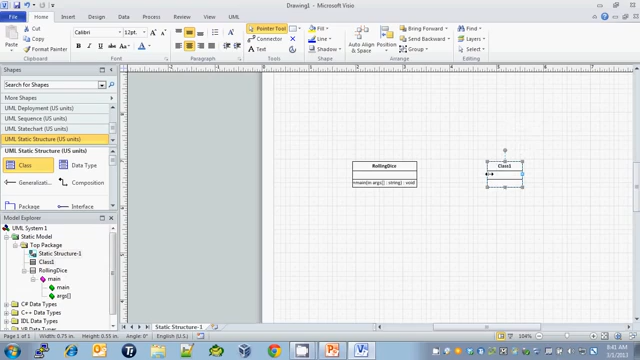 Drawing1 - Microsoft Visio
File Home Insert Design Data Process Review View UML
Cut
Copy
Paste
Format Painter
Calibri 12pt.
Clipboard
Font
Paragraph
Pointer Tool
Connector
Text
Tools
Fill
Line
Shadow
Shape
Auto Align & Space
Position
Bring Forward
Send Backward
Group
Arrange
Editing
Shapes
Search for Shapes
More Shapes
UML Deployment (US units)
UML Sequence (US units)
UML Statechart (US units)
UML Static Structure (US units)
UML Static Structure (US units)
Class Data Type
Generalizati... Composition
Package Interface
Model Explorer
UML System 1
Static Model
Top Package
Static Structure-1
Class1
RollingDice
main
main
args[]
C# Data Types
C++ Data Types
IDL Data Types
VB Data Types
RollingDice
+main(in args[] : string) : void
Class1
Static Structure-1
Page 1 of 1 Width: 0.75 in. Height: 0.55 in. Angle: 0° English (U.S.) 104%
8:41 AM